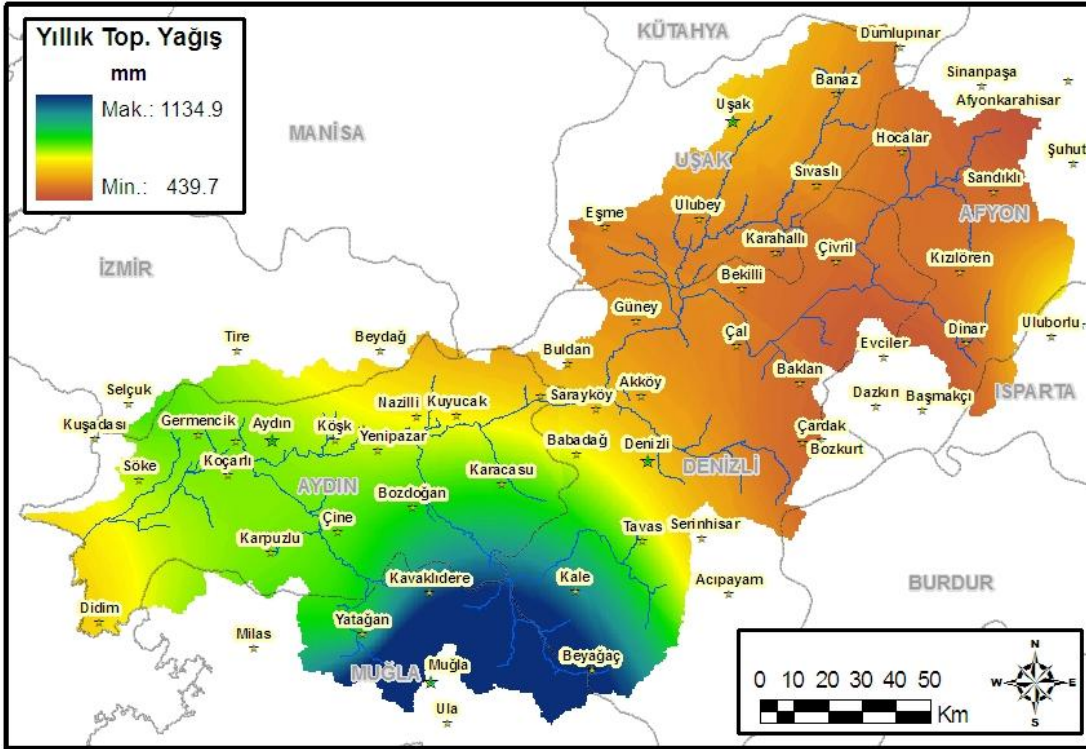 Yıllık Top. Yağış
mm
Mak.: 1134.9
Min.: 439.7
KÜTAHYA
Dumlupınar
Sinanpaşa
Banaz
Afyonkarahisar
Uşak
MANİSA
Hocalar
Şuhut
UŞAK
Sıvaslı
Sandıklı
Eşme
Ulubey
AFYON
Karahallı
Çivril
Kızılören
İZMİR
Bekilli
Güney
Uluborlu
Tire
Beydağ
Buldan
Çal
Dinar
Evciler
Baklan
Akköy
Selçuk
Sarayköy
Dazkırı
Başmakçı
ISPARTA
Kuşadası
Germencik
Aydın
Köşk
Nazilli
Kuyucak
Yenipazar
Babadağ
Denizli
Çardak
Bozkurt
Söke
Koçarlı
DENİZLİ
Karacasu
AYDIN
Bozdoğan
Çine
Tavas
Serinhisar
Karpuzlu
Kavaklıdere
Kale
Acıpayam
BURDUR
Didim
Milas
Yatağan
MUĞLA
Muğla
Beyağaç
Ula
0 10 20 30 40 50
Km
N
W
E
S